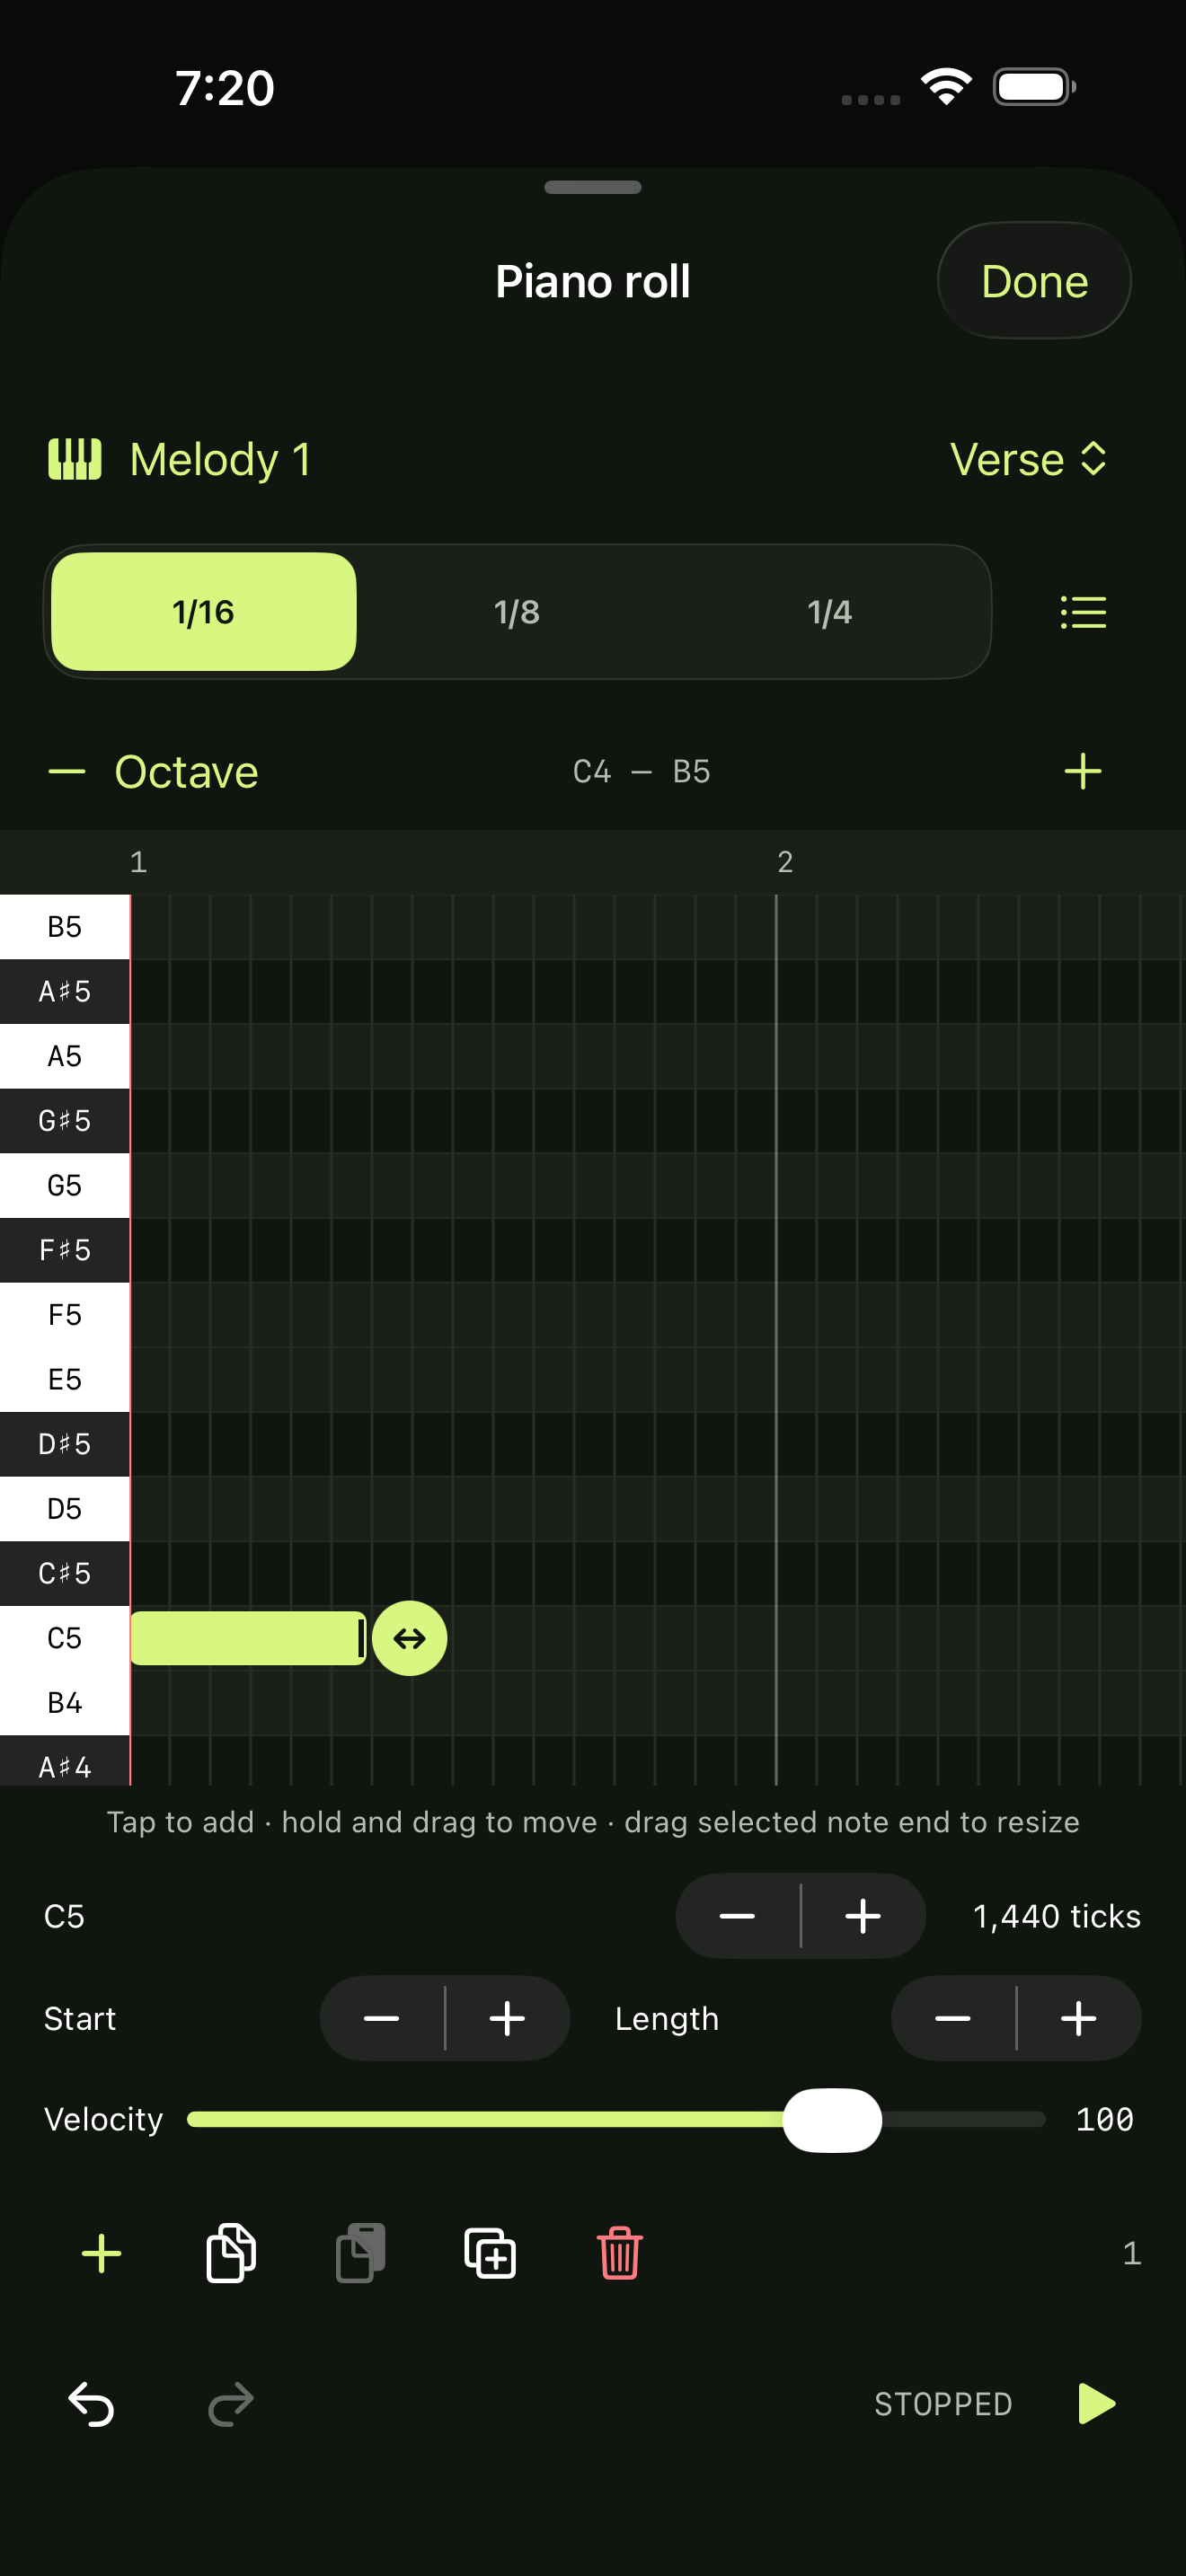 7:20
Piano roll
Done
Melody 1
Verse
1/16
1/8
1/4
Octave
C4 – B5
1
2
B5
A♯5
A5
G♯5
G5
F♯5
F5
E5
D♯5
D5
C♯5
C5
B4
A♯4
Tap to add · hold and drag to move · drag selected note end to resize
C5
1,440 ticks
Start
Length
Velocity
100
1
STOPPED